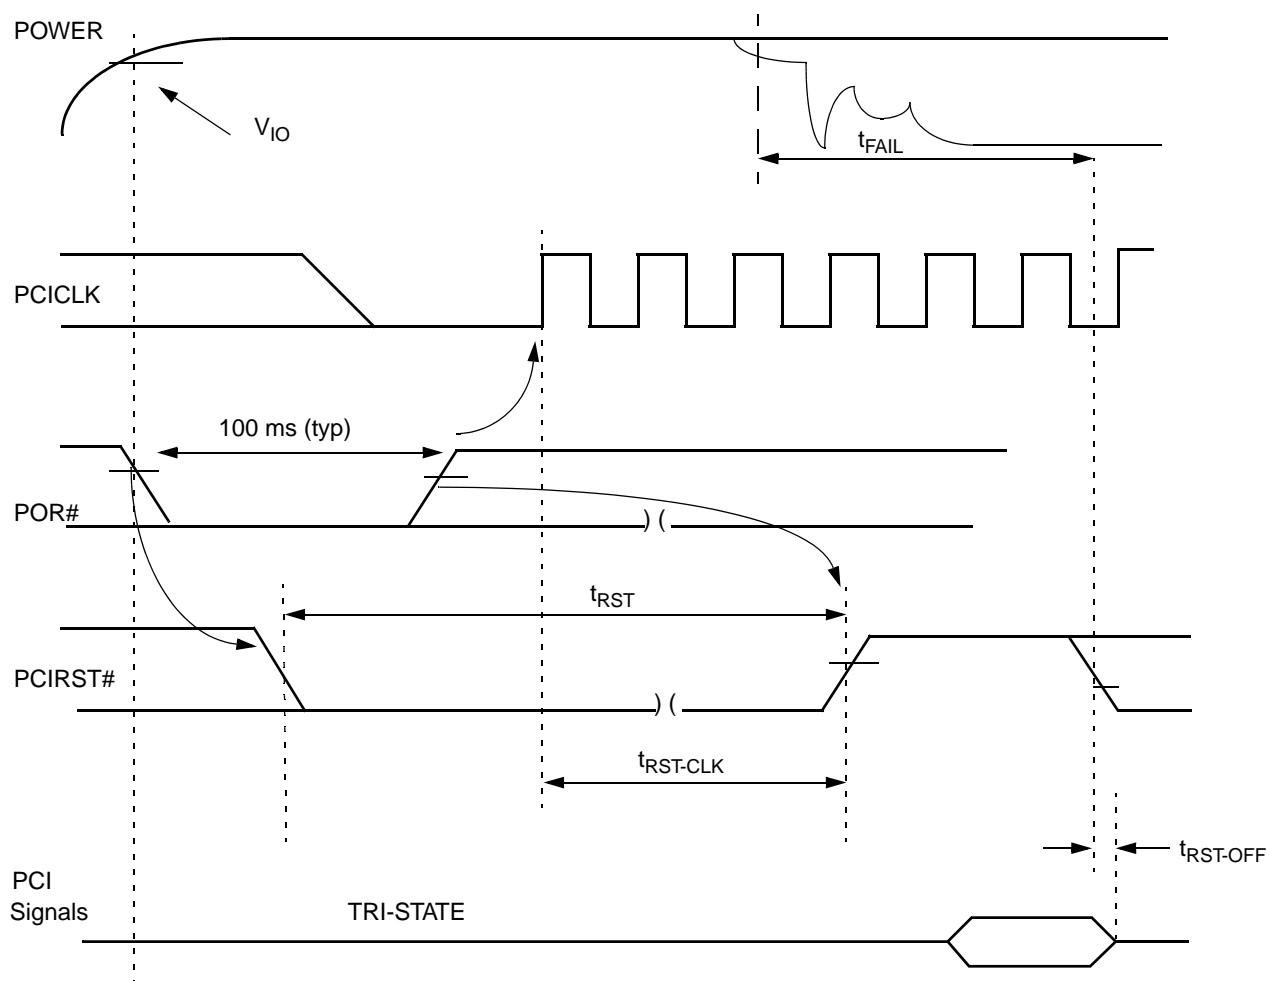 POWER
VIO
tFAIL
PCICLK
100 ms (typ)
POR#
) (
tRST
PCIRST#
) (
tRST-CLK
tRST-OFF
PCI
Signals
TRI-STATE